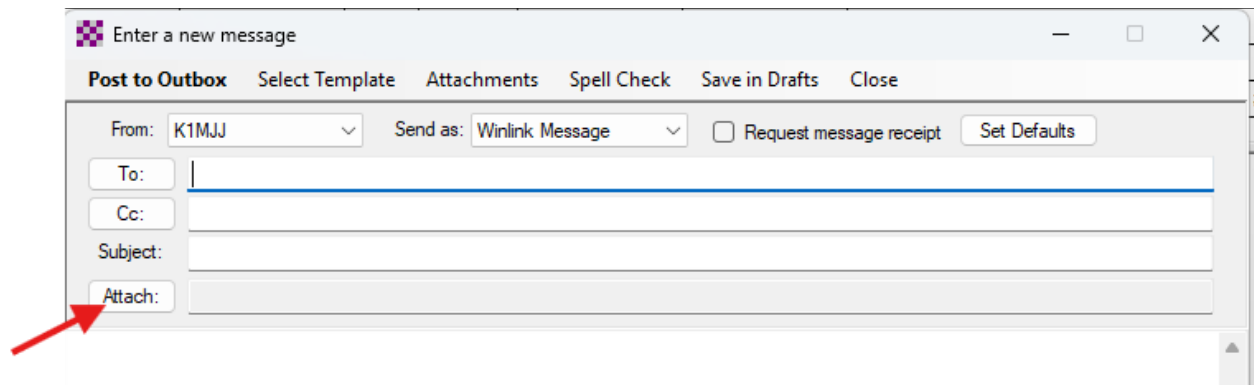 Enter a new message
Post to Outbox Select Template Attachments Spell Check Save in Drafts Close
From: K1MJJ Send as: Winlink Message Request message receipt Set Defaults
To:
Cc:
Subject:
Attach: